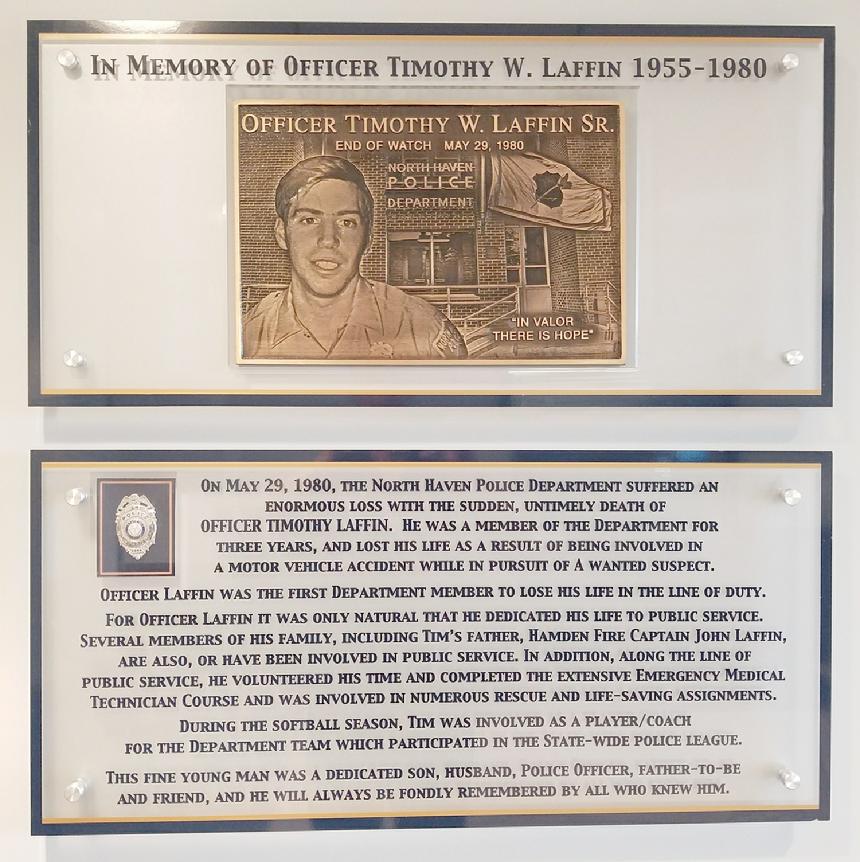 IN MEMORY OF OFFICER TIMOTHY W. LAFFIN 1955-1980
OFFICER TIMOTHY W. LAFFIN SR.
END OF WATCH MAY 29, 1980
NORTH HAVEN
POLICE
DEPARTMENT
"IN VALOR
THERE IS HOPE"
ON MAY 29, 1980, THE NORTH HAVEN POLICE DEPARTMENT SUFFERED AN
ENORMOUS LOSS WITH THE SUDDEN, UNTIMELY DEATH OF
OFFICER TIMOTHY LAFFIN. HE WAS A MEMBER OF THE DEPARTMENT FOR
THREE YEARS, AND LOST HIS LIFE AS A RESULT OF BEING INVOLVED IN
A MOTOR VEHICLE ACCIDENT WHILE IN PURSUIT OF A WANTED SUSPECT.
OFFICER LAFFIN WAS THE FIRST DEPARTMENT MEMBER TO LOSE HIS LIFE IN THE LINE OF DUTY.
FOR OFFICER LAFFIN IT WAS ONLY NATURAL THAT HE DEDICATED HIS LIFE TO PUBLIC SERVICE.
SEVERAL MEMBERS OF HIS FAMILY, INCLUDING TIM'S FATHER, HAMDEN FIRE CAPTAIN JOHN LAFFIN,
ARE ALSO, OR HAVE BEEN INVOLVED IN PUBLIC SERVICE. IN ADDITION, ALONG THE LINE OF
PUBLIC SERVICE, HE VOLUNTEERED HIS TIME AND COMPLETED THE EXTENSIVE EMERGENCY MEDICAL
TECHNICIAN COURSE AND WAS INVOLVED IN NUMEROUS RESCUE AND LIFE-SAVING ASSIGNMENTS.
DURING THE SOFTBALL SEASON, TIM WAS INVOLVED AS A PLAYER/COACH
FOR THE DEPARTMENT TEAM WHICH PARTICIPATED IN THE STATE-WIDE POLICE LEAGUE.
THIS FINE YOUNG MAN WAS A DEDICATED SON, HUSBAND, POLICE OFFICER, FATHER-TO-BE
AND FRIEND, AND HE WILL ALWAYS BE FONDLY REMEMBERED BY ALL WHO KNEW HIM.